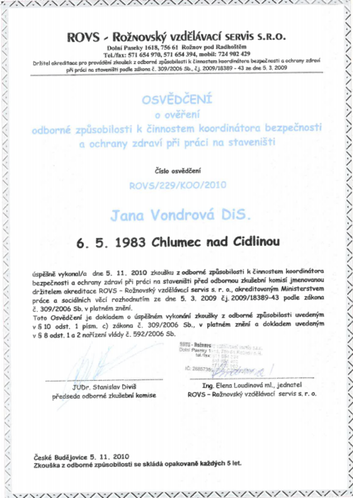 ROVS - Rožnovský vzdělávací servis s.r.o.
Dolní Paseky 1618, 756 61 Rožnov pod Radhoštěm
Tel./fax: 571 654 970, 571 654 394, mobil: 724 902 429
Držitel akreditace pro provádění zkoušek z odborné způsobilosti k činnostem koordinátora bezpečnosti a ochrany zdraví
při práci na staveništi podle zákona č. 309/2006 Sb., č.j. 2009/18389 - 43 ze dne 5. 3. 2009
OSVĚDČENÍ
o ověření
odborné způsobilosti k činnostem koordinátora bezpečnosti
a ochrany zdraví při práci na staveništi
Číslo osvědčení
ROVS/229/KOO/2010
Jana Vondrová DiS.
6. 5. 1983 Chlumec nad Cidlinou
úspěšně vykonal/a dne 5. 11. 2010 zkoušku z odborné způsobilosti k činnostem koordinátora
bezpečnosti a ochrany zdraví při práci na staveništi před odbornou zkušební komisí jmenovanou
držitelem akreditace ROVS - Rožnovský vzdělávací servis s. r. o., akreditovaným Ministerstvem
práce a sociálních věcí rozhodnutím ze dne 5. 3. 2009 č.j. 2009/18389-43 podle zákona
č. 309/2006 Sb. v platném znění.
Toto Osvědčení je dokladem o úspěšném vykonání zkoušky z odborné způsobilosti uvedeným
v § 10 odst. 1 písm. c) zákona č. 309/2006 Sb., v platném znění a dokladem uvedeným
v § 8 odst. 1 a 2 nařízení vlády č. 592/2006 Sb.
JUDr. Stanislav Diviš
předseda odborné zkušební komise
Ing. Elena Loudinová ml., jednatel
ROVS - Rožnovský vzdělávací servis s. r. o.
České Budějovice 5. 11. 2010
Zkouška z odborné způsobilosti se skládá opakovaně každých 5 let.